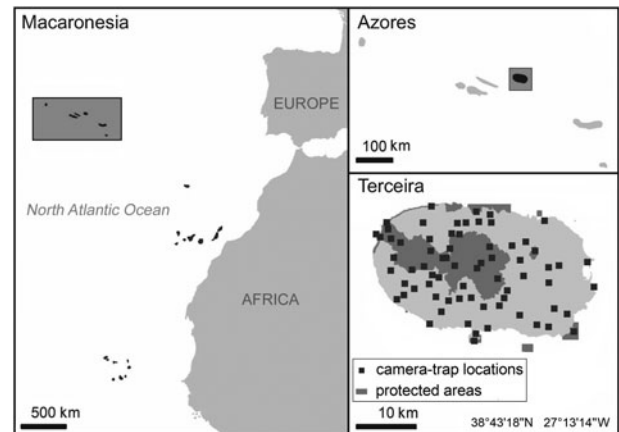 Macaronesia
EUROPE
North Atlantic Ocean
AFRICA
500 km
Azores
100 km
Terceira
camera-trap locations
protected areas
10 km
38°43'18"N 27°13'14"W